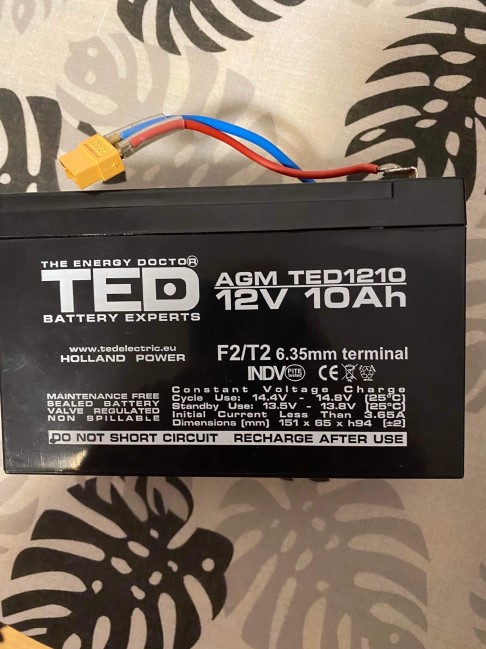 THE ENERGY DOCTOR
TED®
BATTERY EXPERTS
AGM TED1210
12V 10Ah
www.tedelectric.eu
HOLLAND POWER
F2/T2 6.35mm terminal
CE
MAINTENANCE FREE
SEALED BATTERY
VALVE REGULATED
NON SPILLABLE
Constant Voltage Charge
Cycle Use: 14.4V - 14.8V (25°C)
Standby Use: 13.5V - 13.8V (25°C)
Initial Current Less Than 3.65A
Dimensions (mm) 151 x 65 x h94 (±2)
DO NOT SHORT CIRCUIT RECHARGE AFTER USE